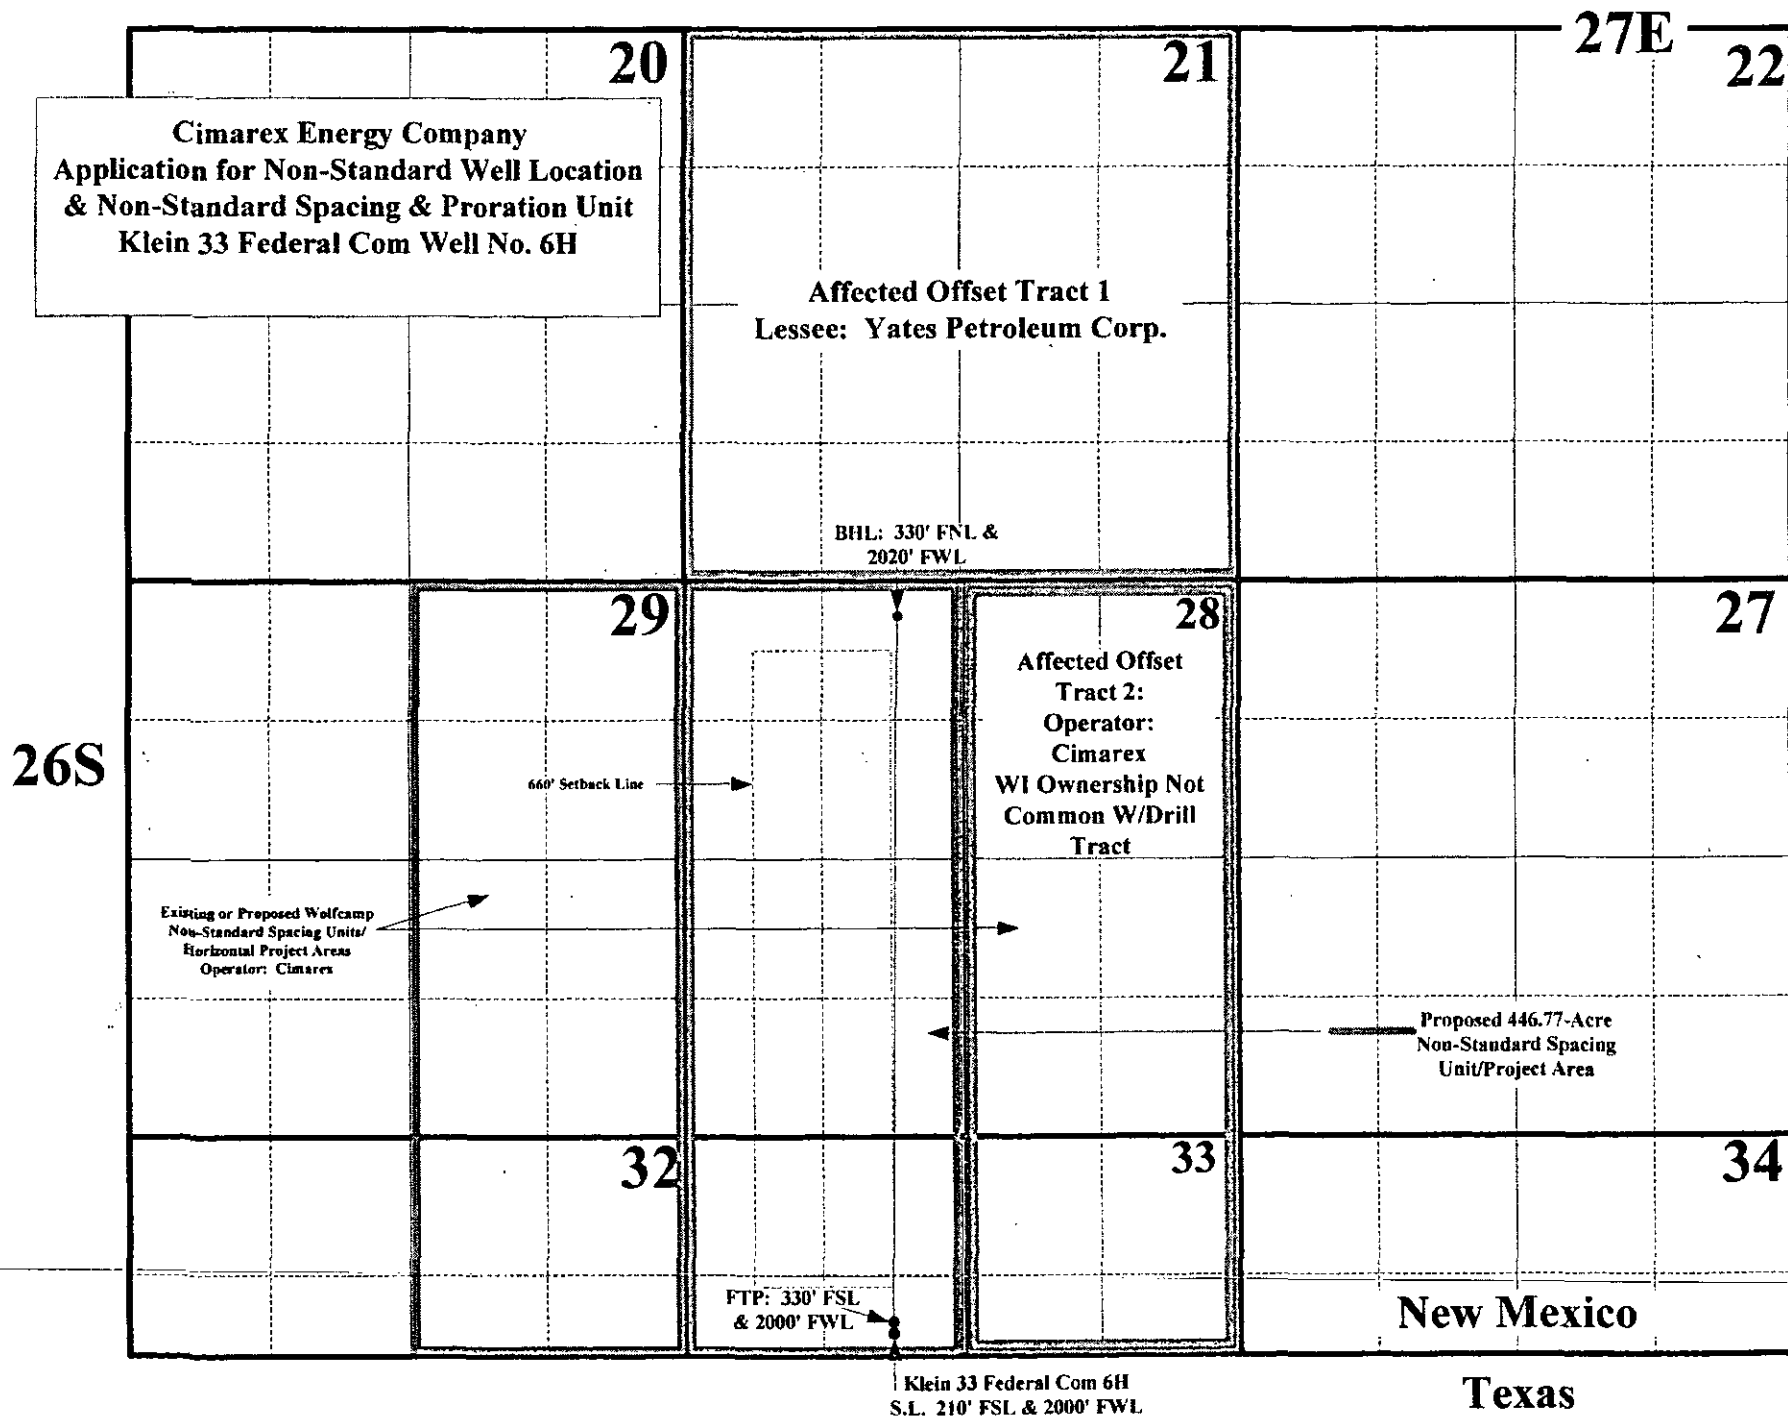 27E
20
21
22
Cimarex Energy Company
Application for Non-Standard Well Location
& Non-Standard Spacing & Proration Unit
Klein 33 Federal Com Well No. 6H
Affected Offset Tract 1
Lessee: Yates Petroleum Corp.
BHL: 330' FNL &
2020' FWL
29
28
27
Affected Offset
Tract 2:
Operator:
Cimarex
WI Ownership Not
Common W/Drill
Tract
26S
660' Setback Line
Existing or Proposed Wolfcamp
Non-Standard Spacing Units/
Horizontal Project Areas
Operator: Cimarex
Proposed 446.77-Acre
Non-Standard Spacing
Unit/Project Area
32
33
34
FTP: 330' FSL
& 2000' FWL
New Mexico
Klein 33 Federal Com 6H
S.L. 210' FSL & 2000' FWL
Texas